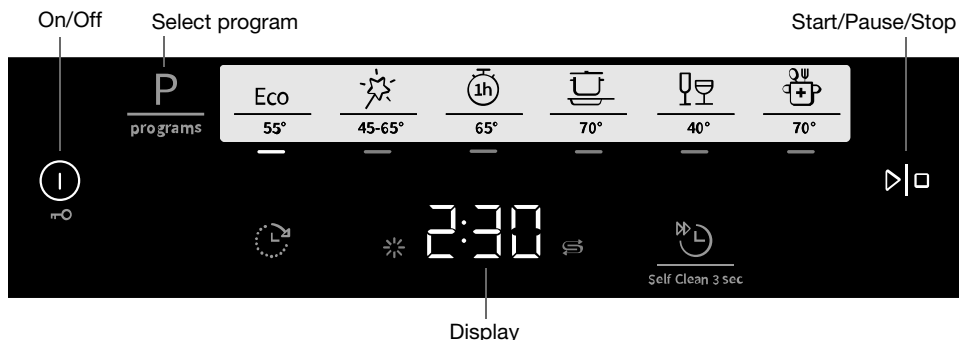 On/Off
Select program
Start/Pause/Stop
P
programs
Eco
1h
55°
45-65°
65°
70°
40°
70°
2:30
Self Clean 3 sec
Display